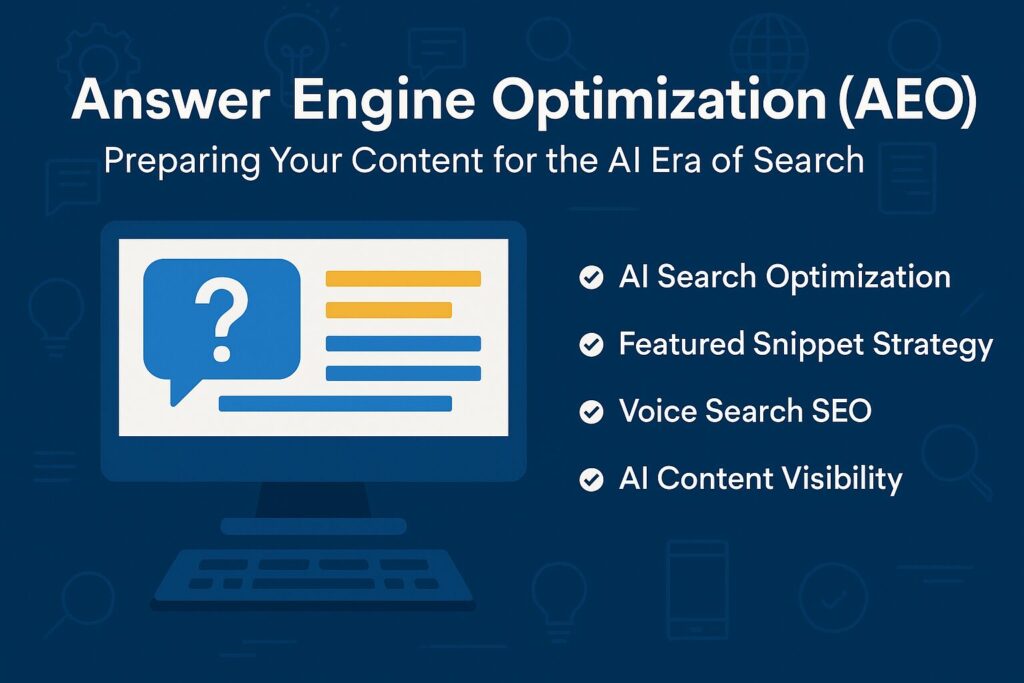 Answer Engine Optimization (AEO)
Preparing Your Content for the AI Era of Search
?
AI Search Optimization
Featured Snippet Strategy
Voice Search SEO
AI Content Visibility